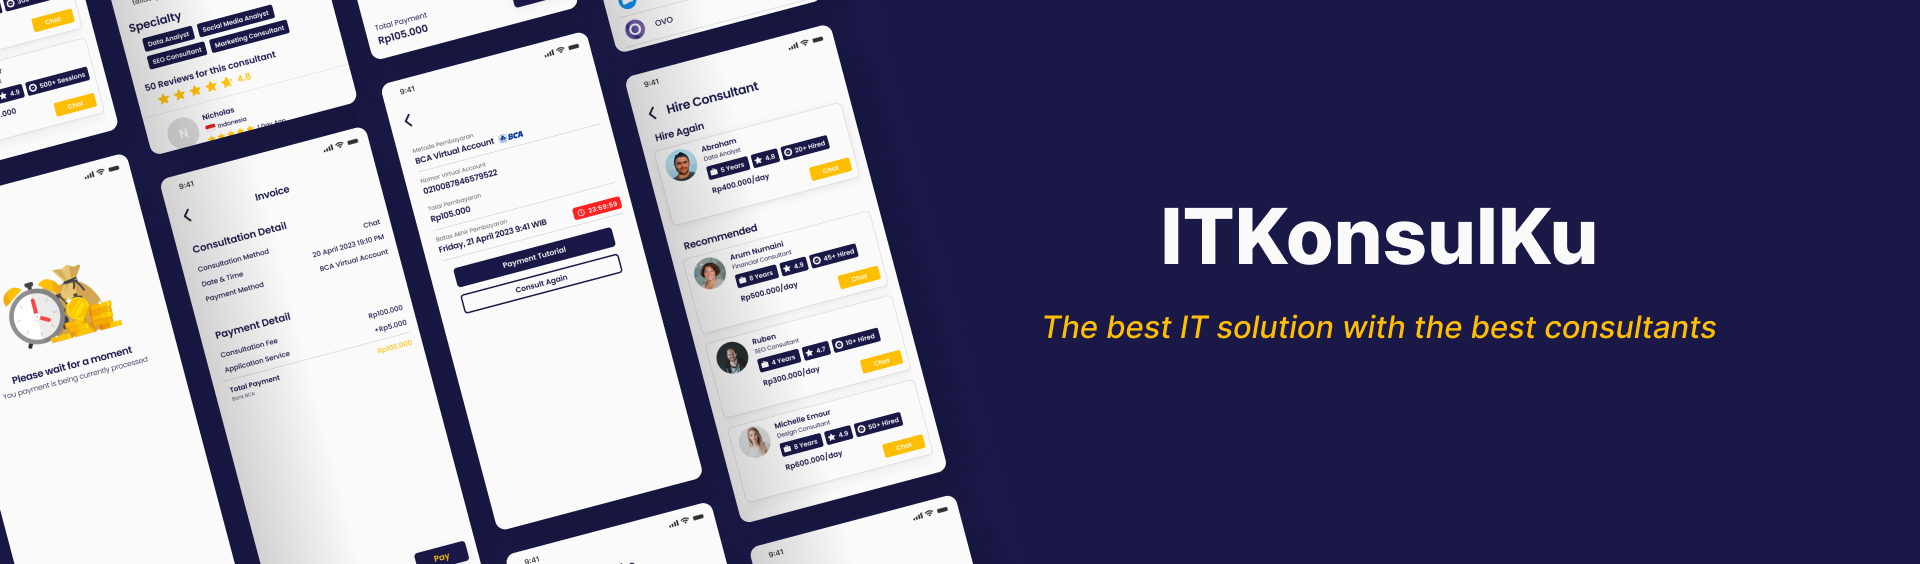 Chat
500+ Sessions
4.9
.000
Chat
Please wait for a moment
You payment is being currently processed
Specialty
Data Analyst
Social Media Analyst
SEO Consultant
Marketing Consultant
50 Reviews for this consultant
4.8
N
Nicholas
Indonesia
9:41
Invoice
Consultation Detail
Consultation Method
Chat
Date & Time
20 April 2023 19:10 PM
Payment Method
BCA Virtual Account
Payment Detail
Consultation Fee
Rp100.000
Application Service
+Rp5.000
Total Payment
Rp105.000
Bank BCA
Pay
Total Payment
Rp105.000
9:41
Metode Pembayaran
BCA Virtual Account
BCA
Nomor Virtual Account
0210087846579522
Total Pembayaran
Rp105.000
Batas Akhir Pembayaran
Friday, 21 April 2023 9:41 WIB
23:59:59
Payment Tutorial
Consult Again
9:41
OVO
9:41
Hire Consultant
Hire Again
Abraham
Data Analyst
5 Years
4.8
20+ Hired
Rp400.000/day
Chat
Recommended
Arum Nurnaini
Financial Consultant
8 Years
4.9
45+ Hired
Rp500.000/day
Chat
Ruben
SEO Consultant
4 Years
4.7
10+ Hired
Rp300.000/day
Chat
Michelle Emour
Design Consultant
8 Years
4.9
50+ Hired
Rp600.000/day
Chat
9:41
ITKonsulKu
The best IT solution with the best consultants